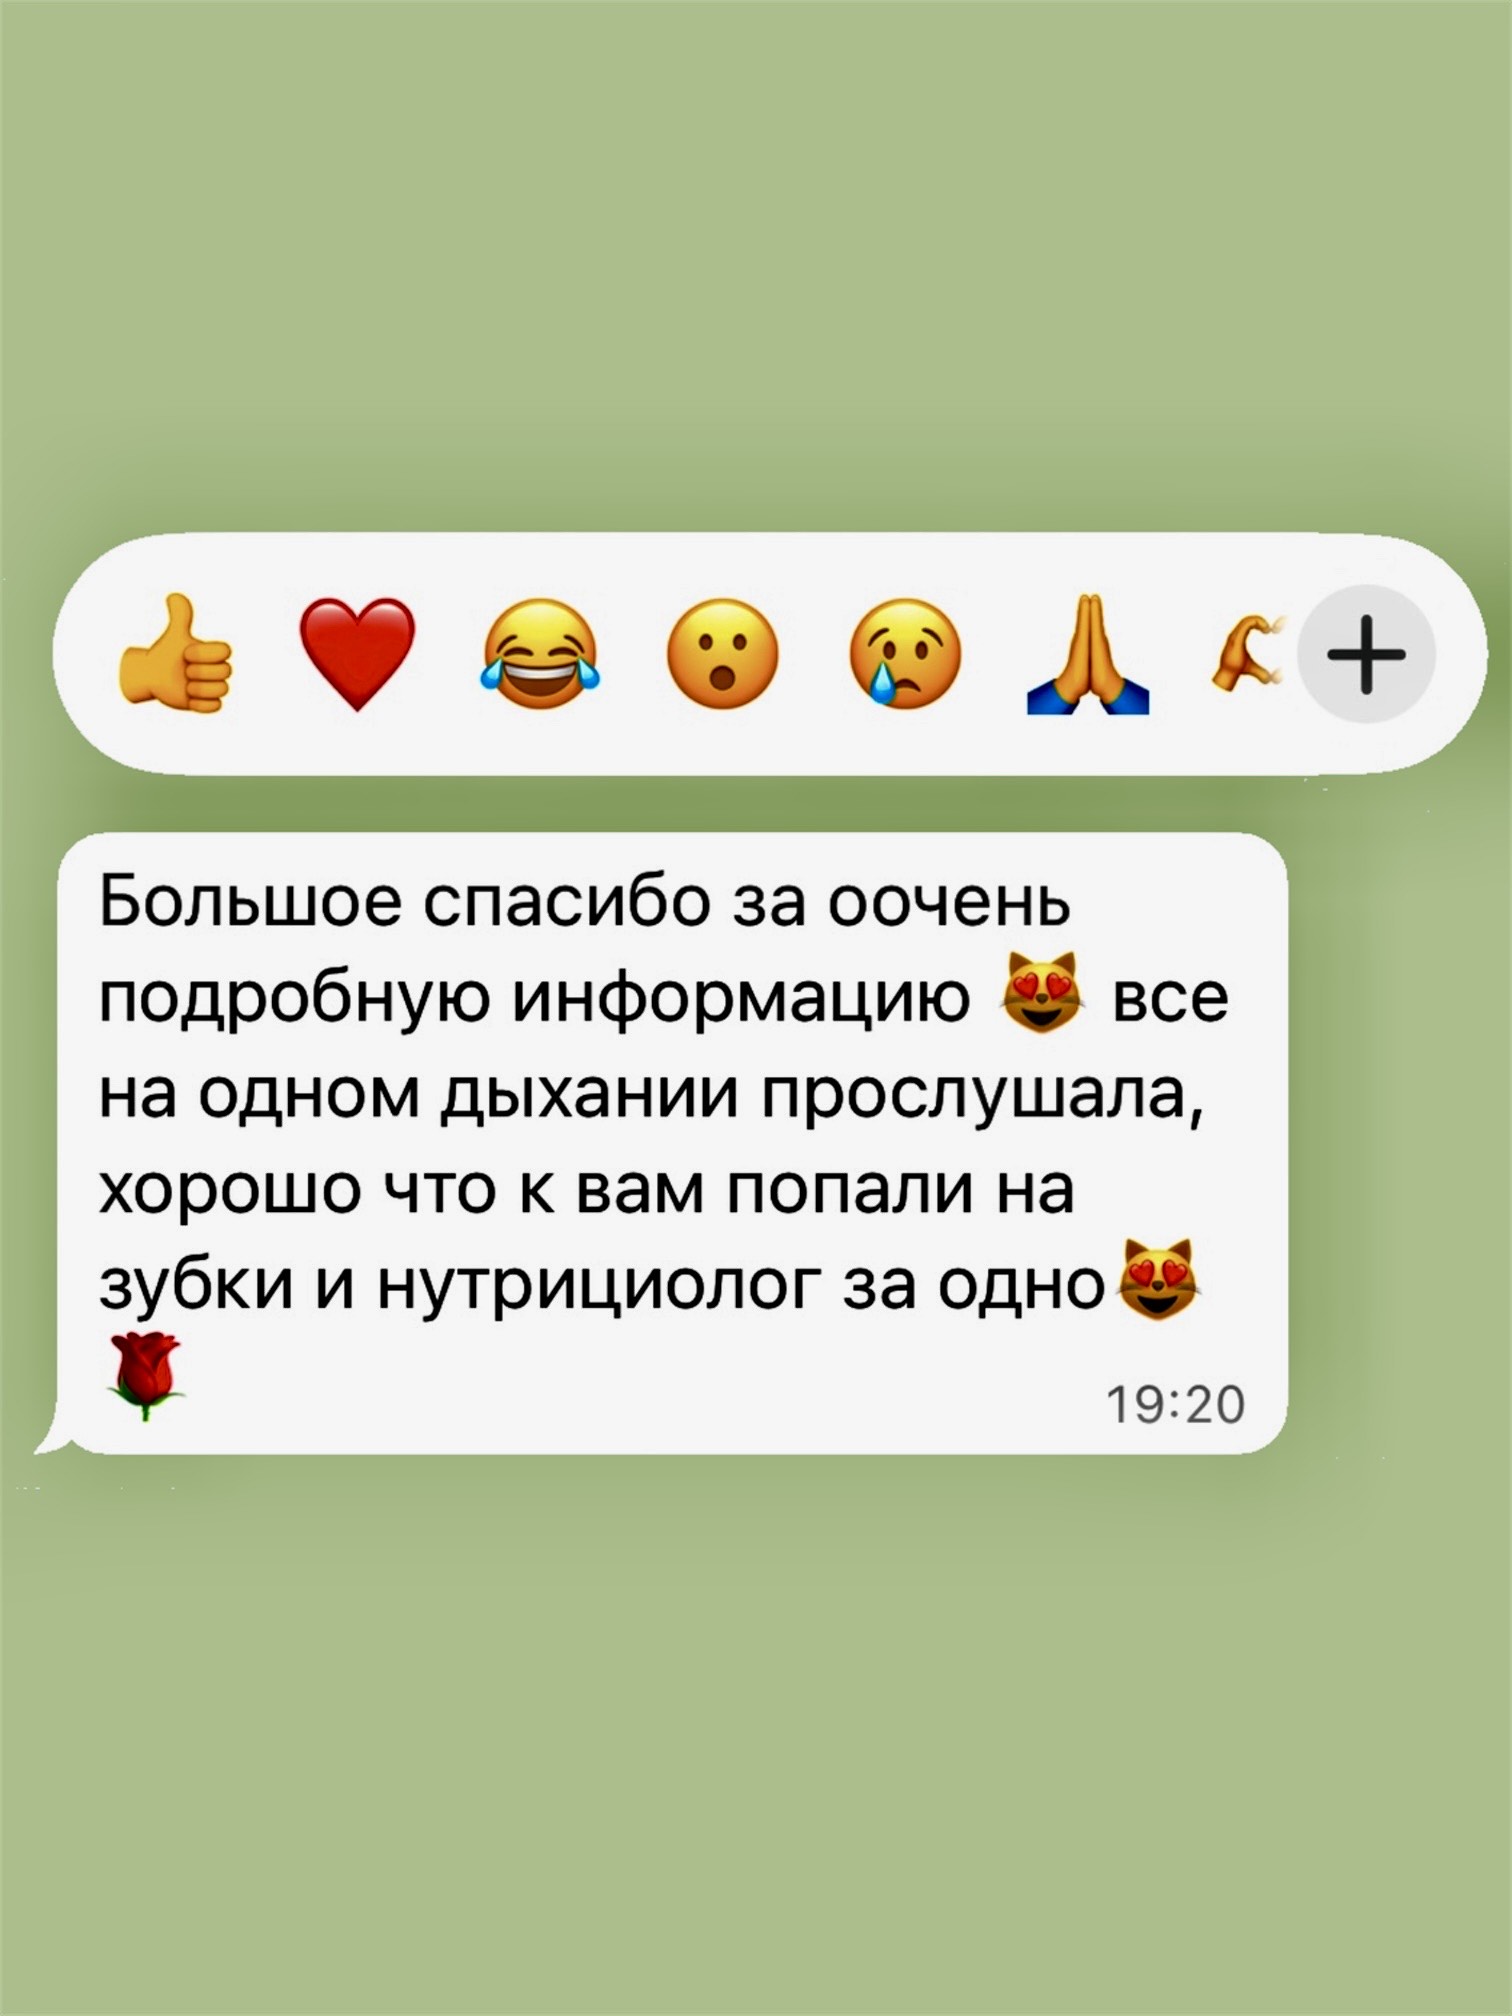 Большое спасибо за оочень
подробную информацию 😻 все
на одном дыхании прослушала,
хорошо что к вам попали на
зубки и нутрициолог за одно😻
🌹
19:20